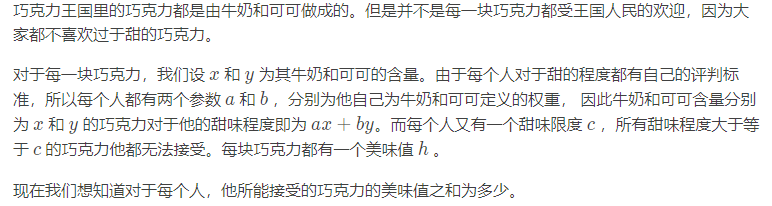 巧克力王国里的巧克力都是由牛奶和可可做成的。但是并不是每一块巧克力都受王国人民的欢迎，因为大
家都不喜欢过于甜的巧克力。
对于每一块巧克力，我们设 x 和 y 为其牛奶和可可的含量。由于每个人对于甜的程度都有自己的评判标
准，所以每个人都有两个参数 a 和 b ，分别为他自己为牛奶和可可定义的权重， 因此牛奶和可可含量分别
为 x 和 y 的巧克力对于他的甜味程度即为 ax + by。而每个人又有一个甜味限度 c ，所有甜味程度大于等
于 c 的巧克力他都无法接受。每块巧克力都有一个美味值 h 。
现在我们想知道对于每个人，他所能接受的巧克力的美味值之和为多少。